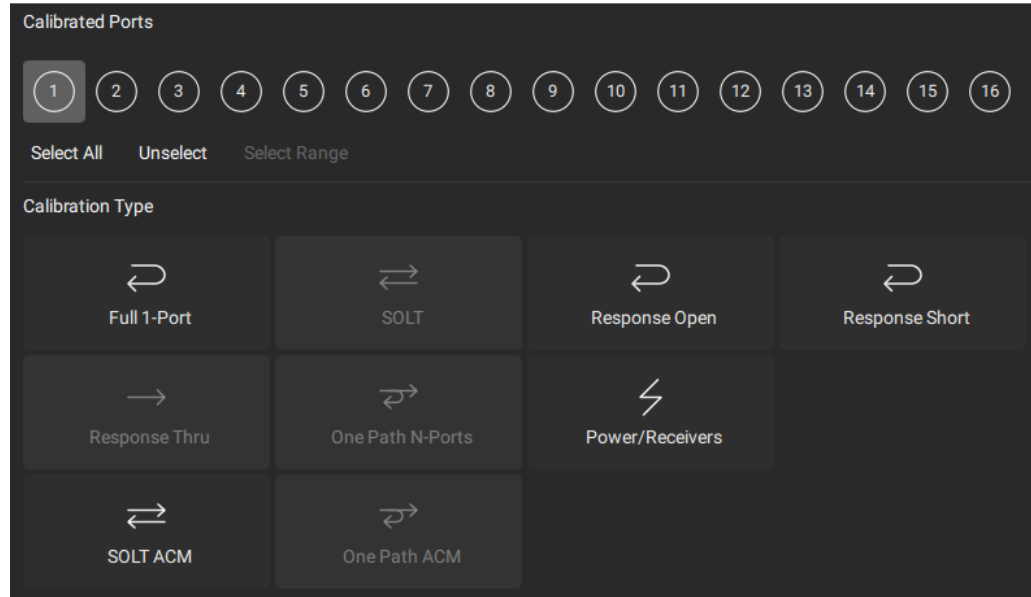 Calibrated Ports
1 2 3 4 5 6 7 8 9 10 11 12 13 14 15 16
Select All Unselect Select Range
Calibration Type
Full 1-Port SOLT Response Open Response Short
Response Thru One Path N-Ports Power/Receivers
SOLT ACM One Path ACM